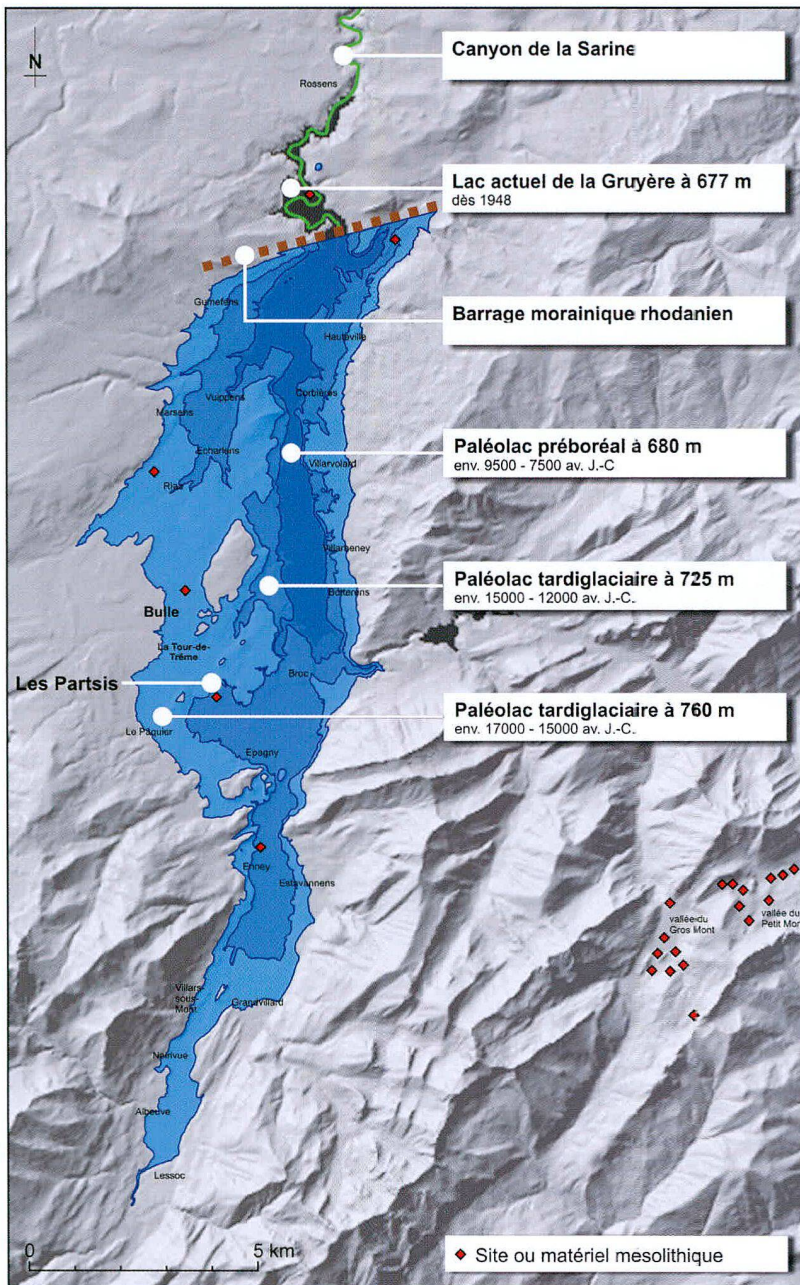 N
Canyon de la Sarine
Rossens
Lac actuel de la Gruyère à 677 m
dès 1948
Barrage morainique rhodanien
Gumefens
Hauteville
Vuippens
Corbières
Marsens
Echarlens
Paléolac préboréal à 680 m
env. 9500 - 7500 av. J.-C
Villarvolard
Riaz
Villarbeney
Botterens
Paléolac tardiglaciaire à 725 m
env. 15000 - 12000 av. J.-C.
Bulle
La Tour-de-
Trême
Broc
Les Partsis
Paléolac tardiglaciaire à 760 m
env. 17000 - 15000 av. J.-C.
Le Pâquier
Epagny
Enney
Estavannens
vallée du
Gros Mont
vallée du
Petit Mon
Villars-
sous-
Mont
Grandvillard
Neirivue
Albeuve
Lessoc
0 5 km
Site ou matériel mesolithique